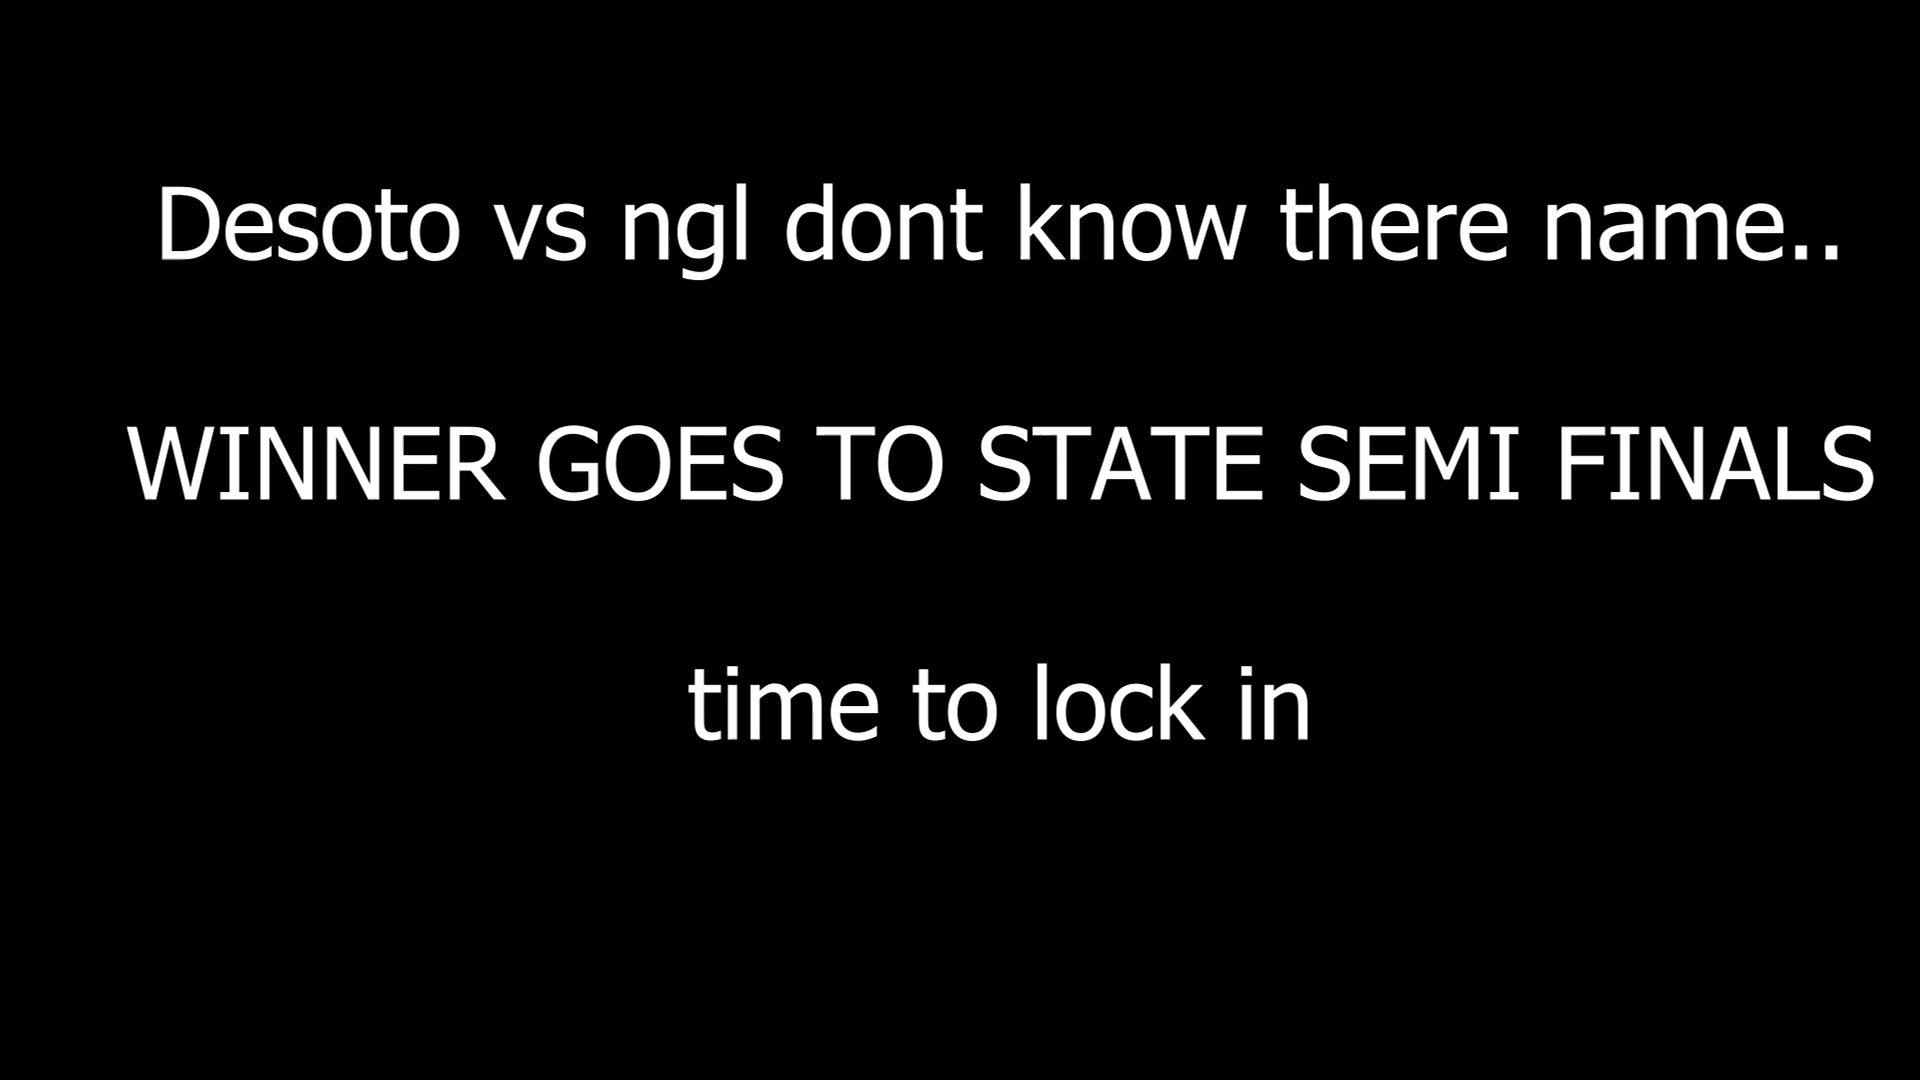 Desoto vs ngl dont know there name..
WINNER GOES TO STATE SEMI FINALS
time to lock in